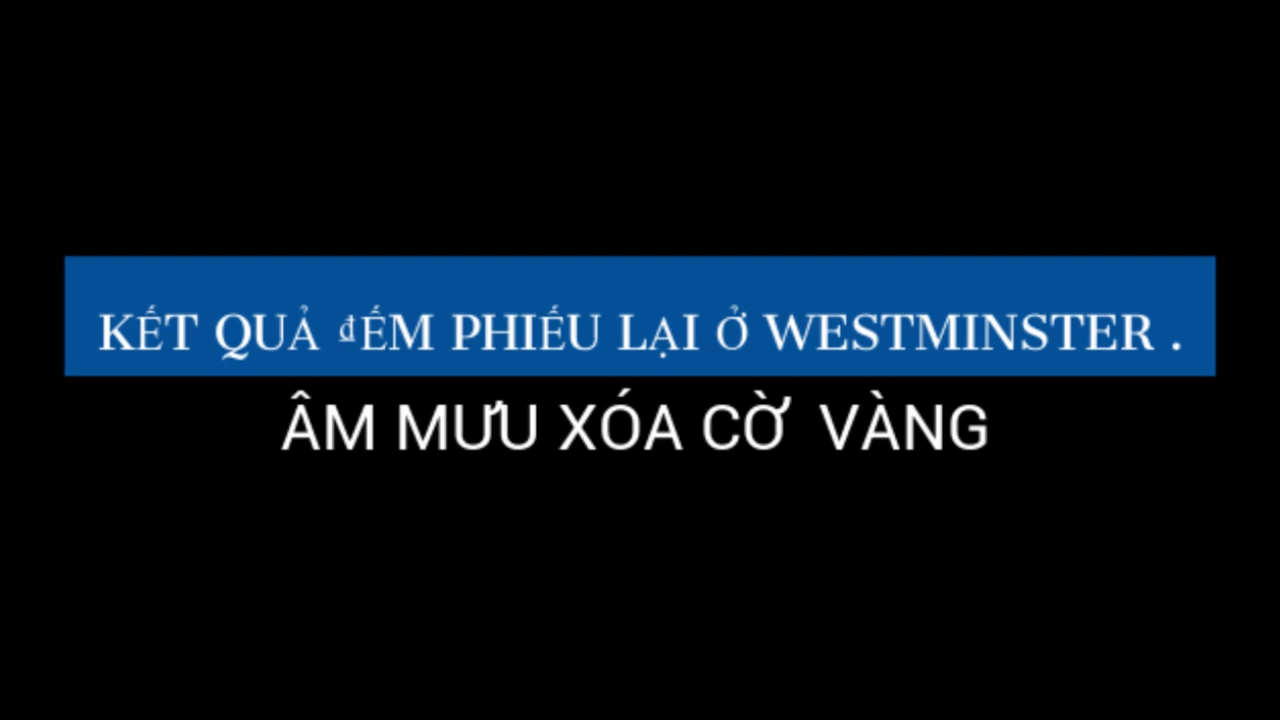 KẾT QUẢ đẾM PHIẾU LẠI Ở WESTMINSTER .
ÂM MƯU XÓA CỜ VÀNG